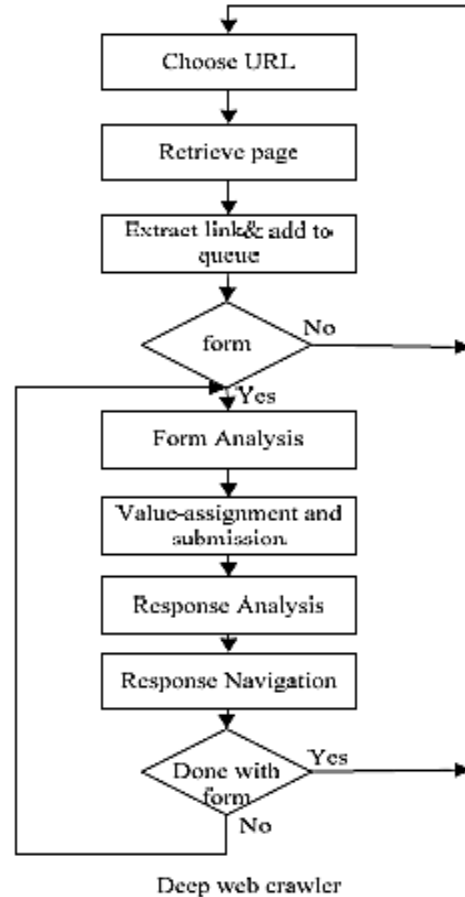 Choose URL
Retrieve page
Extract link& add to
queue
form
No
Yes
Form Analysis
Value-assignment and
submission
Response Analysis
Response Navigation
Done with
form
Yes
No
Deep web crawler